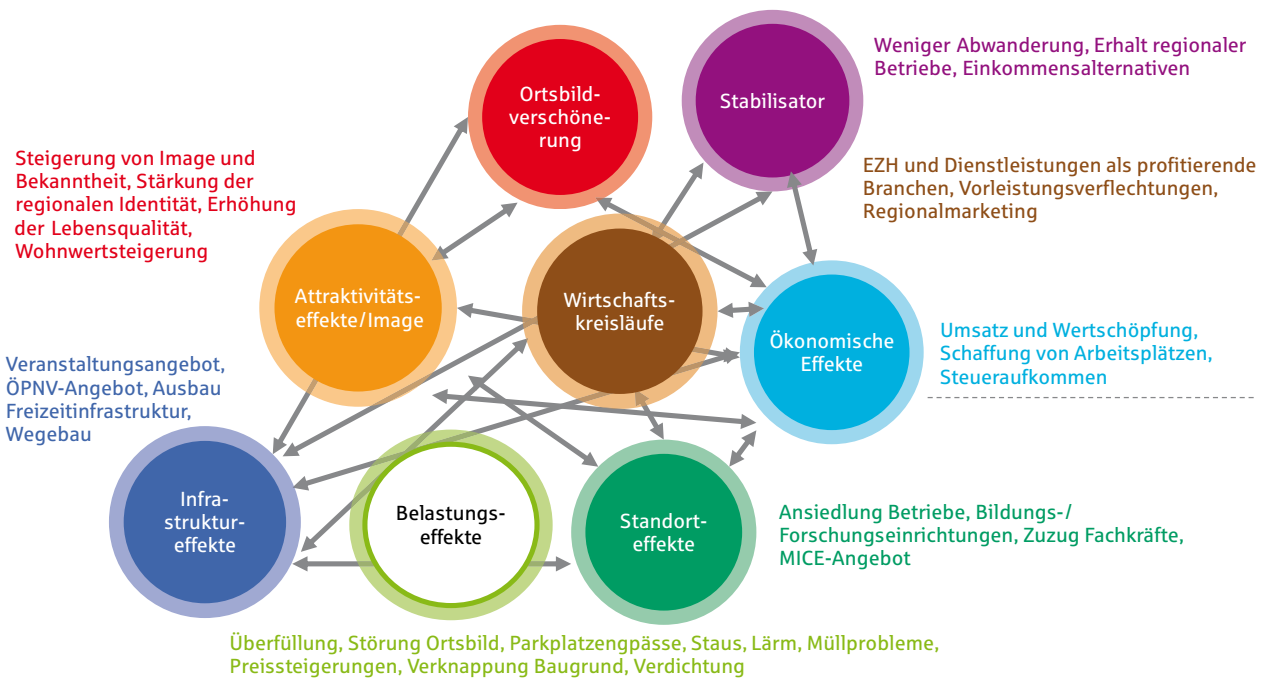 Ortsbild-
verschöne-
rung
Stabilisator
Weniger Abwanderung, Erhalt regionaler
Betriebe, Einkommensalternativen
Steigerung von Image und
Bekanntheit, Stärkung der
regionalen Identität, Erhöhung
der Lebensqualität,
Wohnwertsteigerung
EZH und Dienstleistungen als profitierende
Branchen, Vorleistungsverflechtungen,
Regionalmarketing
Attraktivitäts-
effekte/Image
Wirtschafts-
kreisläufe
Ökonomische
Effekte
Umsatz und Wertschöpfung,
Schaffung von Arbeitsplätzen,
Steueraufkommen
Veranstaltungsangebot,
ÖPNV-Angebot, Ausbau
Freizeitinfrastruktur,
Wegebau
Infra-
struktur-
effekte
Belastungs-
effekte
Standort-
effekte
Ansiedlung Betriebe, Bildungs-/
Forschungseinrichtungen, Zuzug Fachkräfte,
MICE-Angebot
Überfüllung, Störung Ortsbild, Parkplatzengpässe, Staus, Lärm, Müllprobleme,
Preissteigerungen, Verknappung Baugrund, Verdichtung